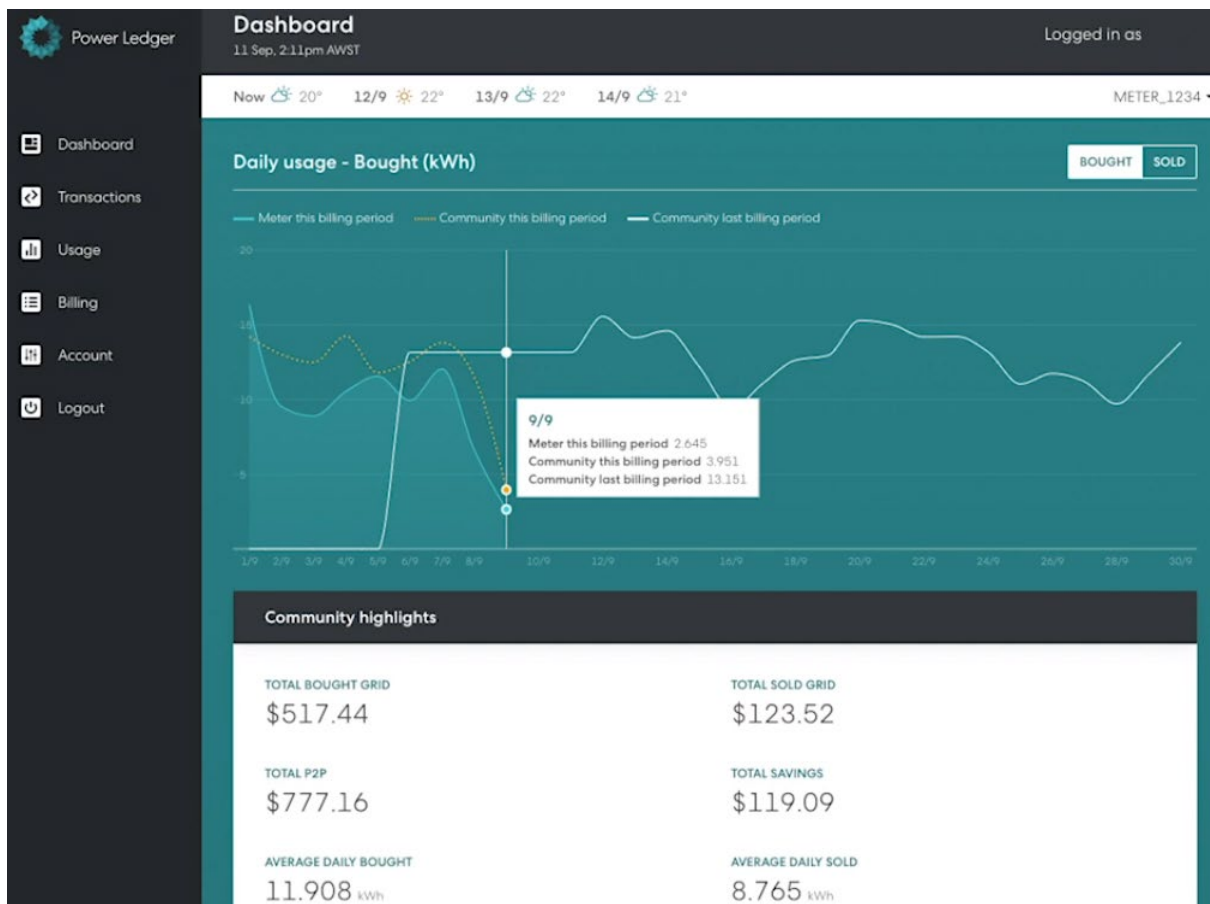 Power Ledger
Dashboard
11 Sep, 2:11pm AWST
Logged in as
Now 20° 12/9 22° 13/9 22° 14/9 21°
METER_1234
Dashboard
Transactions
Usage
Billing
Account
Logout
Daily usage - Bought (kWh)
BOUGHT SOLD
Meter this billing period Community this billing period Community last billing period
20
15
10
5
9/9
Meter this billing period 2.645
Community this billing period 3.951
Community last billing period 13.151
1/9 2/9 3/9 4/9 5/9 6/9 7/9 8/9 10/9 12/9 14/9 16/9 18/9 20/9 22/9 24/9 26/9 28/9 30/9
Community highlights
TOTAL BOUGHT GRID
$517.44
TOTAL SOLD GRID
$123.52
TOTAL P2P
$777.16
TOTAL SAVINGS
$119.09
AVERAGE DAILY BOUGHT
11.908 kWh
AVERAGE DAILY SOLD
8.765 kWh